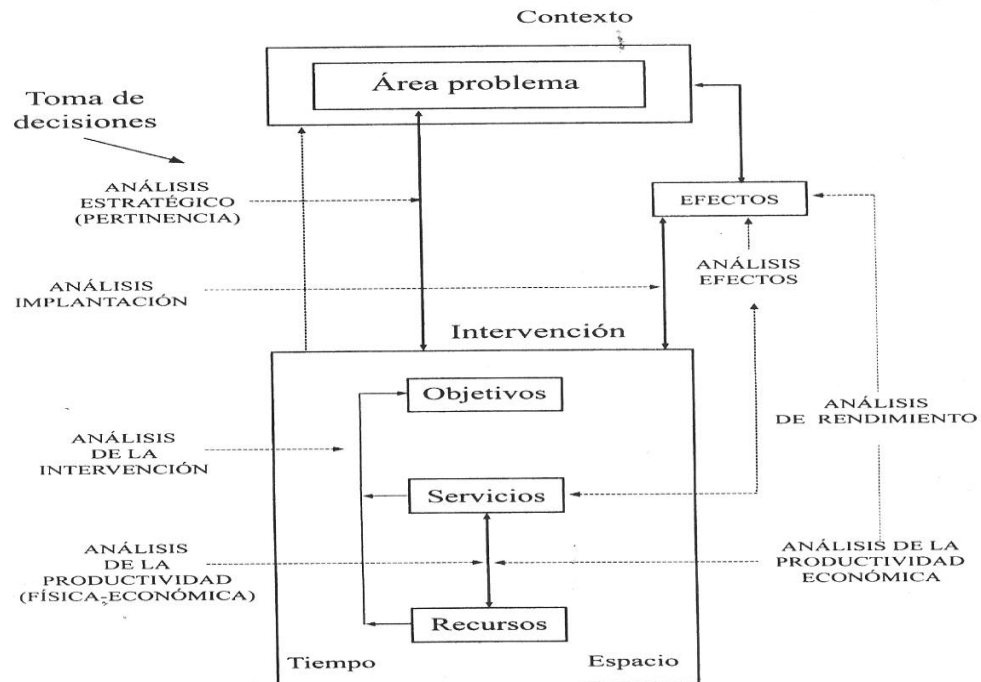 Contexto
Área problema
Toma de
decisiones
ANÁLISIS
ESTRATÉGICO
(PERTINENCIA)
EFECTOS
ANÁLISIS
EFECTOS
ANÁLISIS
IMPLANTACIÓN
Intervención
Objetivos
ANÁLISIS
DE RENDIMIENTO
ANÁLISIS
DE LA
INTERVENCIÓN
Servicios
ANÁLISIS
DE LA
PRODUCTIVIDAD
(FÍSICA-ECONÓMICA)
ANÁLISIS DE LA
PRODUCTIVIDAD
ECONÓMICA
Recursos
Tiempo
Espacio